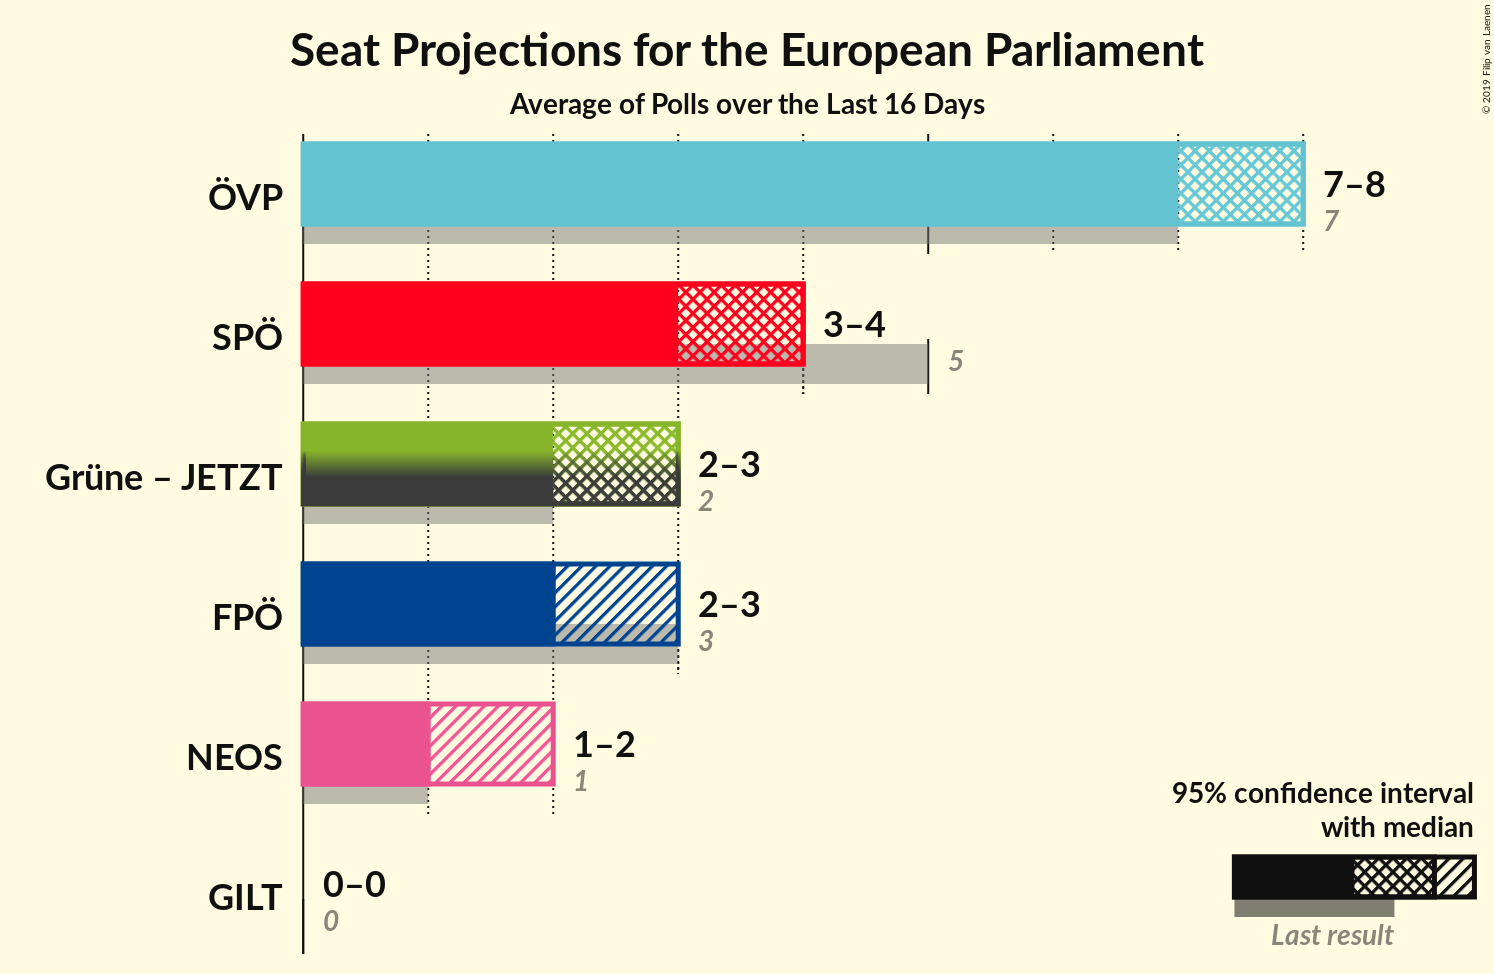 Seat Projections for the European Parliament
Average of Polls over the Last 16 Days
© 2019 Filip van Laenen
ÖVP
7–8
7
SPÖ
3–4
5
Grüne – JETZT
2–3
2
FPÖ
2–3
3
NEOS
1–2
1
GILT
0–0
0
95% confidence interval
with median
Last result